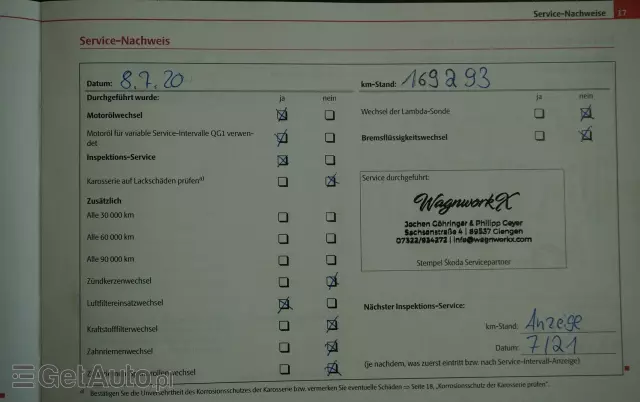 Service-Nachweise 17
Service-Nachweis
Datum: 8.7.20
km-Stand: 169293
Durchgeführt wurde: ja nein
ja nein
Motorölwechsel
Wechsel der Lambda-Sonde
Motoröl für variable Service-Intervalle QG1 verwen-
det
Bremsflüssigkeitswechsel
Inspektions-Service
Karosserie auf Lackschäden prüfen a)
Service durchgeführt:
Zusätzlich
Alle 30 000 km
Alle 60 000 km
Alle 90 000 km
WagnworkX
Jochen Göhringer & Philipp Geyer
Sachsenstraße 4 | 89537 Giengen
07322/934272 | info@wagnworkx.com
Stempel Škoda Servicepartner
Zündkerzenwechsel
Luftfiltereinsatzwechsel
Kraftstofffilterwechsel
Zahnriemenwechsel
Nächster Inspektions-Service:
km-Stand: Anzeige
Datum: 7/21
(je nachdem, was zuerst eintritt bzw. nach Service-Intervall-Anzeige)
a) Bestätigen Sie die Unversehrtheit des Korrosionsschutzes der Karosserie bzw. vermerken Sie eventuelle Schäden ⇒ Seite 18, „Korrosionsschutz der Karosserie prüfen".
GetAuto.pl